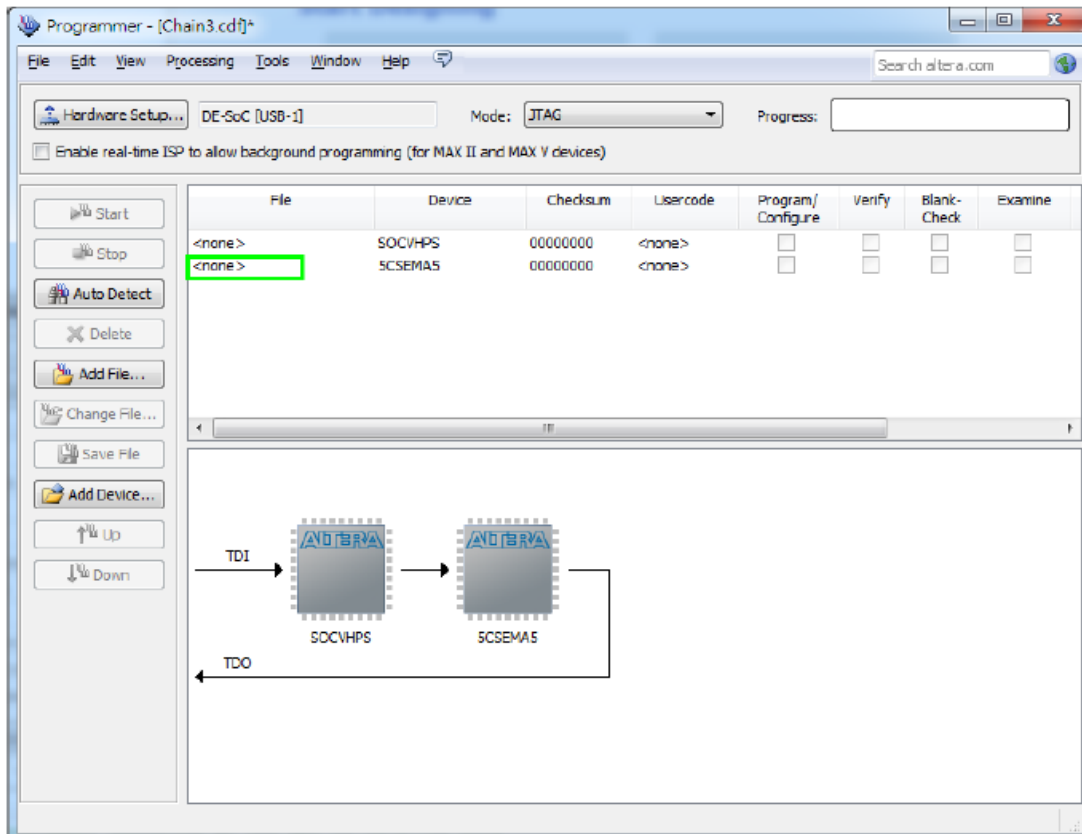 Programmer - [Chain3.cdf]*
File Edit View Processing Tools Window Help Search altera.com
Hardware Setup... DE-SoC [USB-1] Mode: JTAG Progress:
Enable real-time ISP to allow background programming (for MAX II and MAX V devices)
File Device Checksum Usercode Program/ Configure Verify Blank- Check Examine
Start
Stop
Auto Detect
Delete
Add File...
Change File...
Save File
Add Device...
Up
Down
<none> SOCVHPS 00000000 <none>
<none> 5CSEMA5 00000000 <none>
ALTERA ALTERA
TDI
SOCVHPS 5CSEMA5
TDO